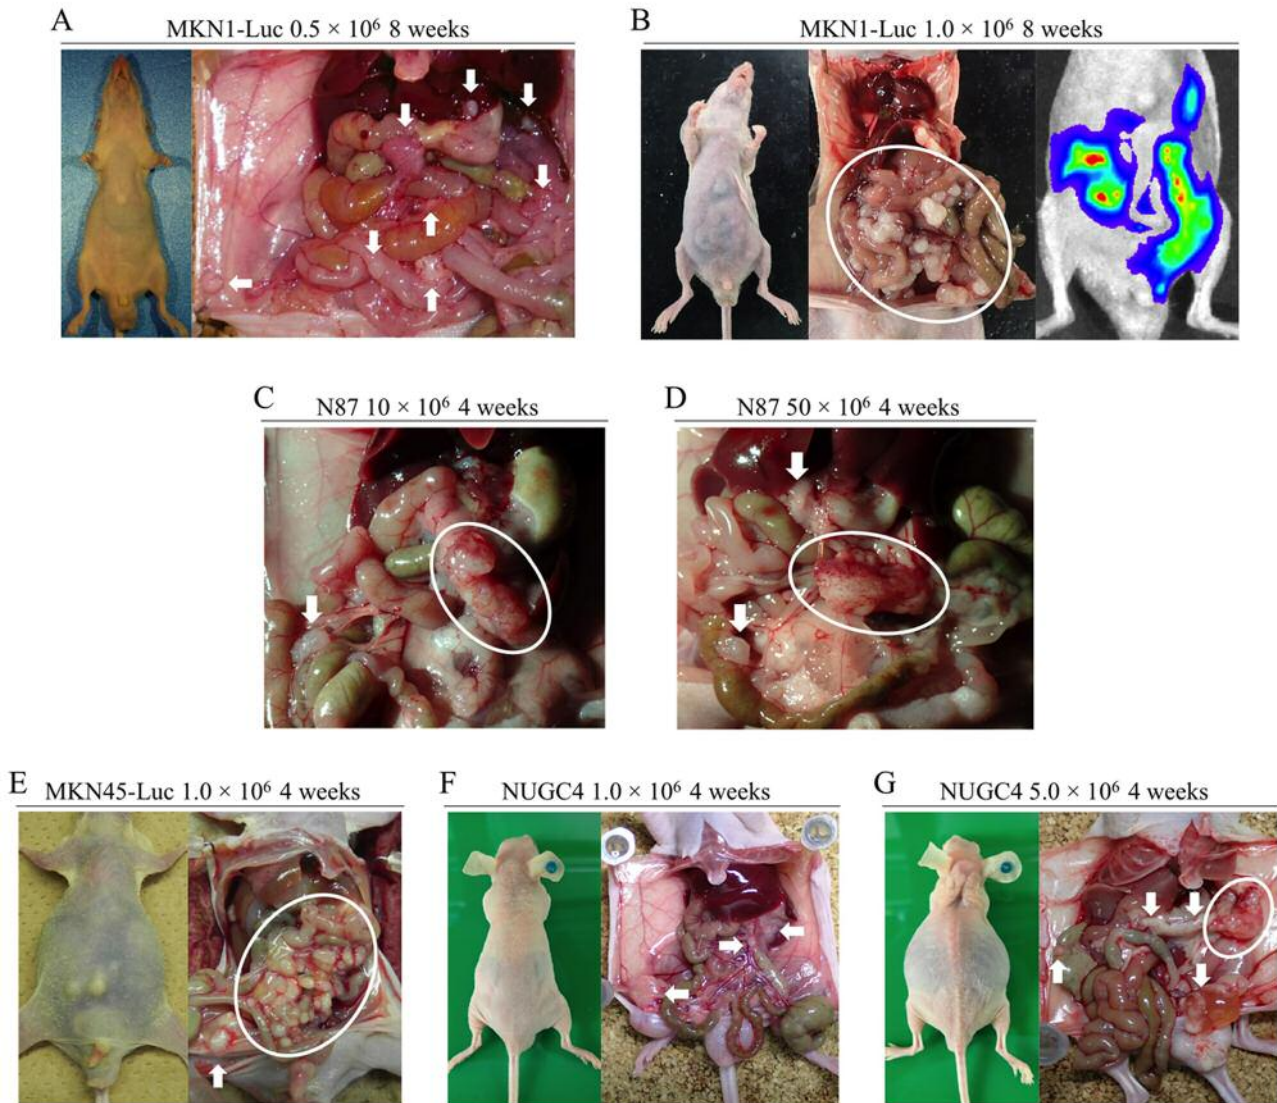 A
MKN1-Luc 0.5 × 10⁶ 8 weeks
B
MKN1-Luc 1.0 × 10⁶ 8 weeks
C
N87 10 × 10⁶ 4 weeks
D
N87 50 × 10⁶ 4 weeks
E
MKN45-Luc 1.0 × 10⁶ 4 weeks
F
NUGC4 1.0 × 10⁶ 4 weeks
G
NUGC4 5.0 × 10⁶ 4 weeks